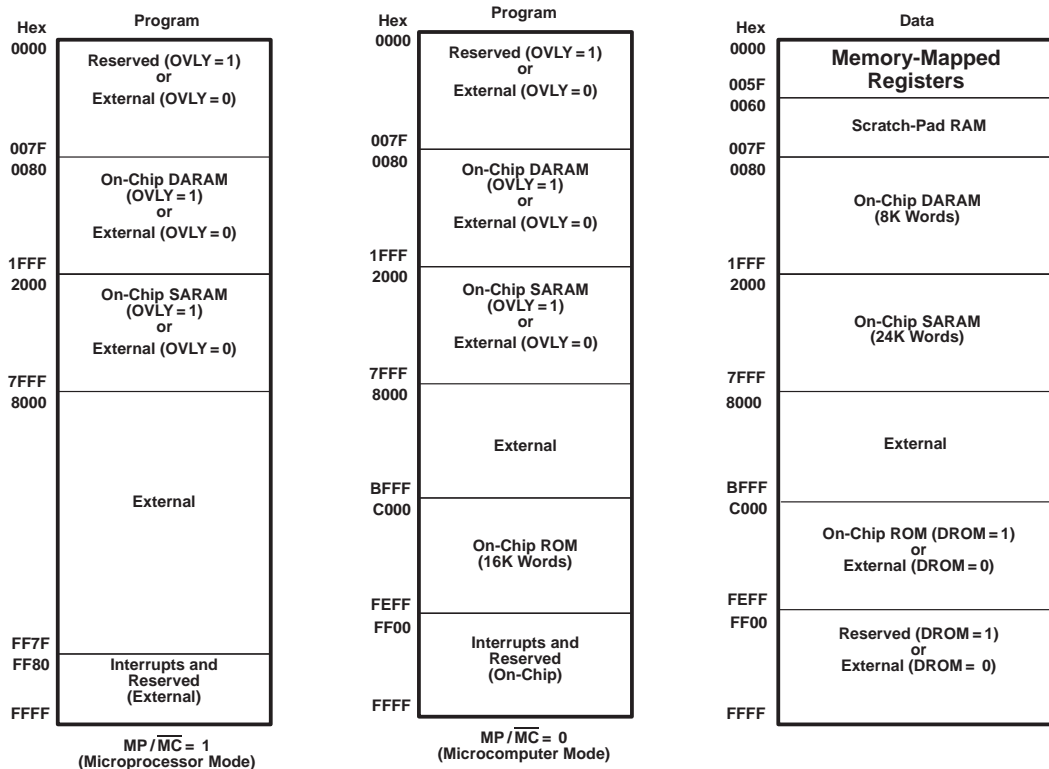 Hex
Program
0000
Reserved (OVLY = 1)
or
External (OVLY = 0)
007F
0080
On-Chip DARAM
(OVLY = 1)
or
External (OVLY = 0)
1FFF
2000
On-Chip SARAM
(OVLY = 1)
or
External (OVLY = 0)
7FFF
8000
External
FF7F
FF80
Interrupts and
Reserved
(External)
FFFF
MP/M̅C̅ = 1
(Microprocessor Mode)
Hex
Program
0000
Reserved (OVLY = 1)
or
External (OVLY = 0)
007F
0080
On-Chip DARAM
(OVLY = 1)
or
External (OVLY = 0)
1FFF
2000
On-Chip SARAM
(OVLY = 1)
or
External (OVLY = 0)
7FFF
8000
External
BFFF
C000
On-Chip ROM
(16K Words)
FEFF
FF00
Interrupts and
Reserved
(On-Chip)
FFFF
MP/M̅C̅ = 0
(Microcomputer Mode)
Hex
Data
0000
Memory-Mapped
Registers
005F
0060
Scratch-Pad RAM
007F
0080
On-Chip DARAM
(8K Words)
1FFF
2000
On-Chip SARAM
(24K Words)
7FFF
8000
External
BFFF
C000
On-Chip ROM (DROM = 1)
or
External (DROM = 0)
FEFF
FF00
Reserved (DROM = 1)
or
External (DROM = 0)
FFFF